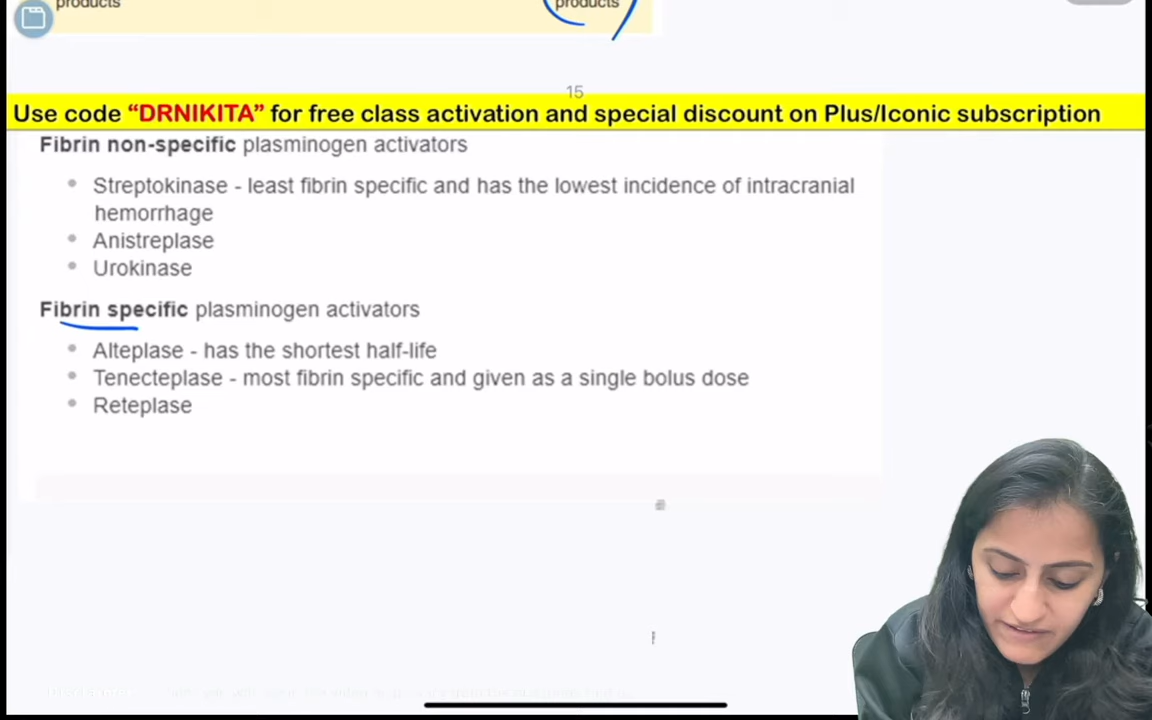 products
products
15
Use code “DRNIKITA” for free class activation and special discount on Plus/Iconic subscription
Fibrin non-specific plasminogen activators
Streptokinase - least fibrin specific and has the lowest incidence of intracranial
hemorrhage
Anistreplase
Urokinase
Fibrin specific plasminogen activators
Alteplase - has the shortest half-life
Tenecteplase - most fibrin specific and given as a single bolus dose
Reteplase